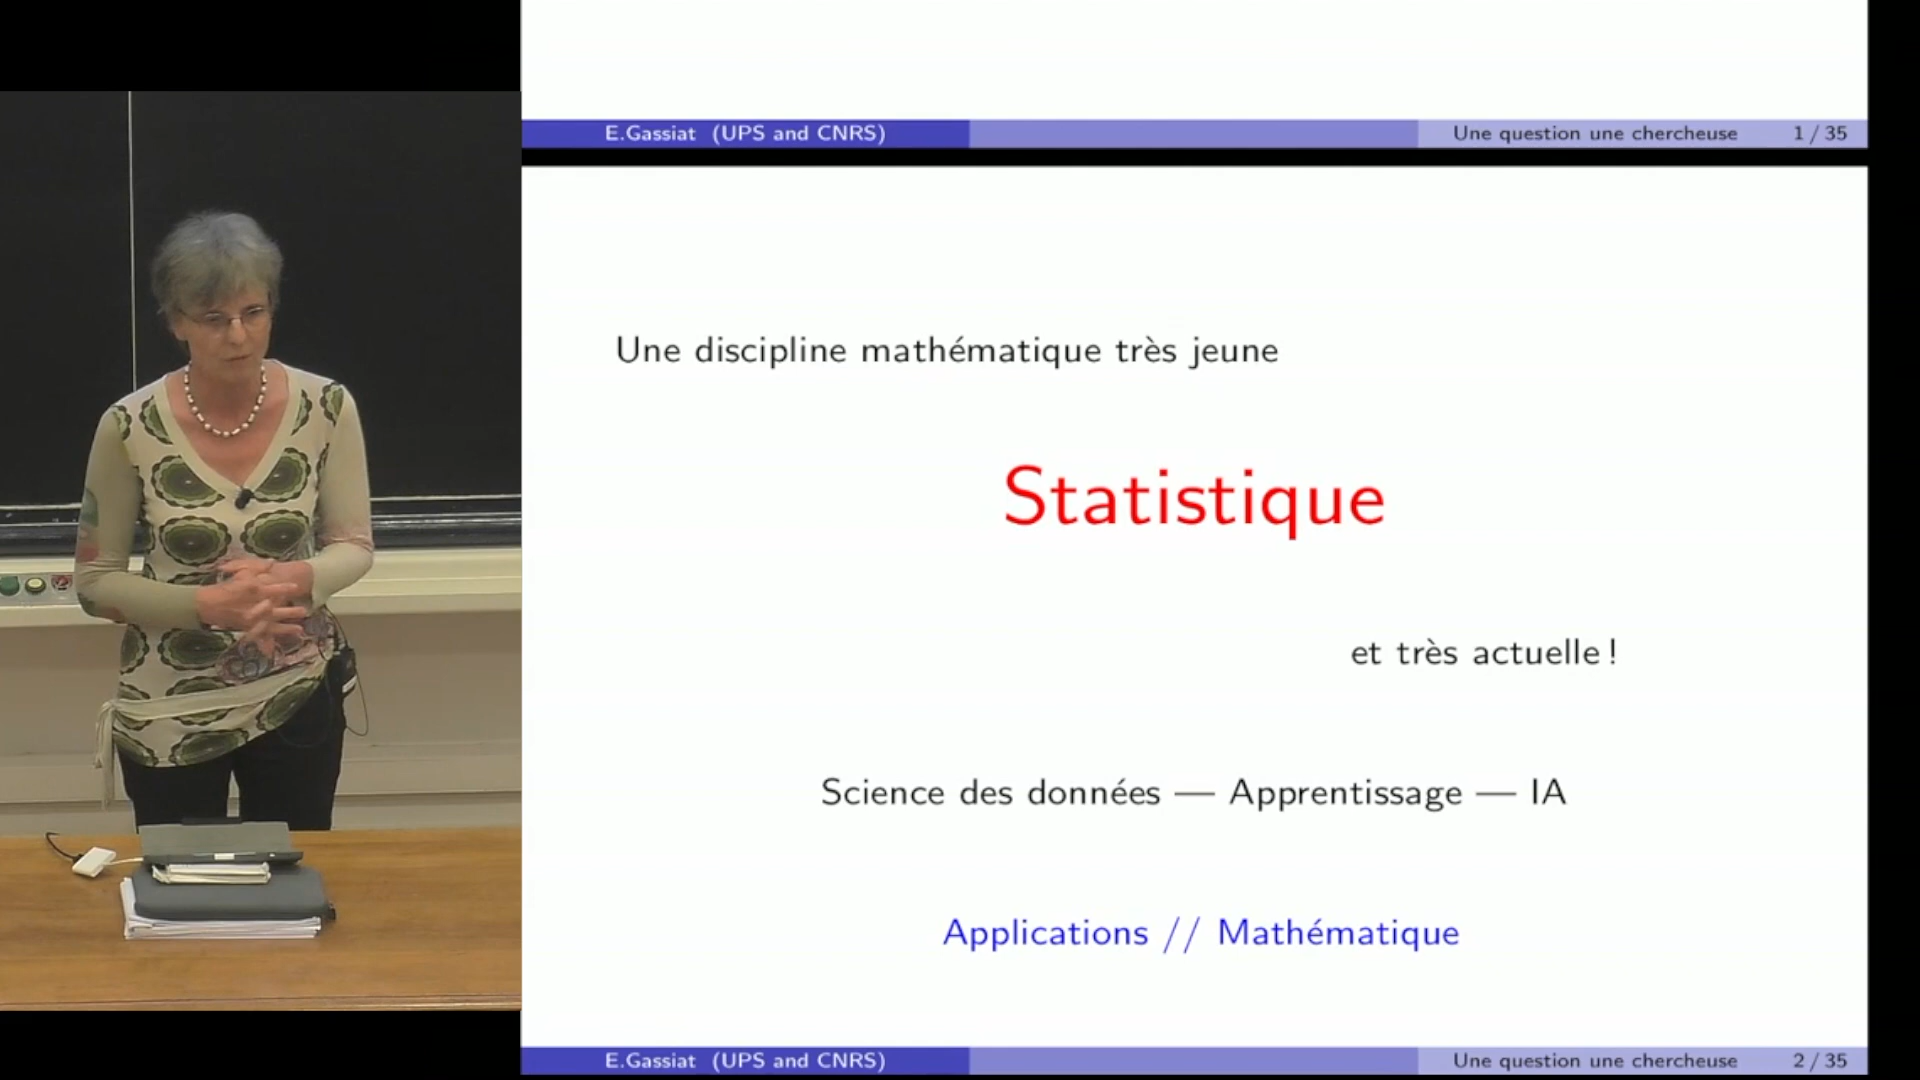 E.Gassiat (UPS and CNRS) Une question une chercheuse 1 / 35
Une discipline mathématique très jeune
Statistique
et très actuelle !
Science des données — Apprentissage — IA
Applications // Mathématique
E.Gassiat (UPS and CNRS) Une question une chercheuse 2 / 35